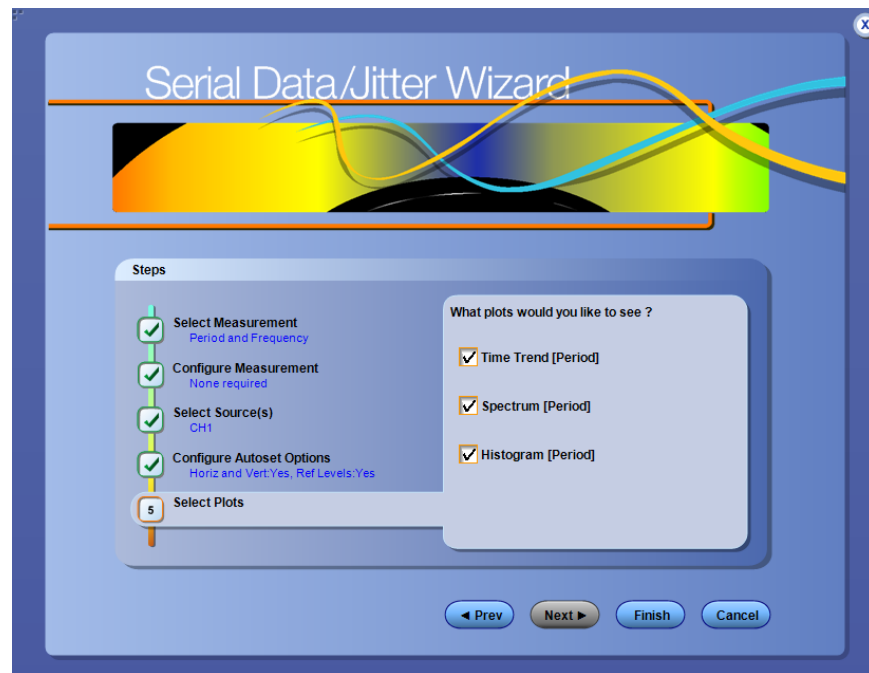 X
Serial Data/Jitter Wizard
Steps
Select Measurement
Period and Frequency
Configure Measurement
None required
Select Source(s)
CH1
Configure Autoset Options
Horiz and Vert:Yes, Ref Levels:Yes
5
Select Plots
What plots would you like to see ?
Time Trend [Period]
Spectrum [Period]
Histogram [Period]
◄ Prev
Next ►
Finish
Cancel